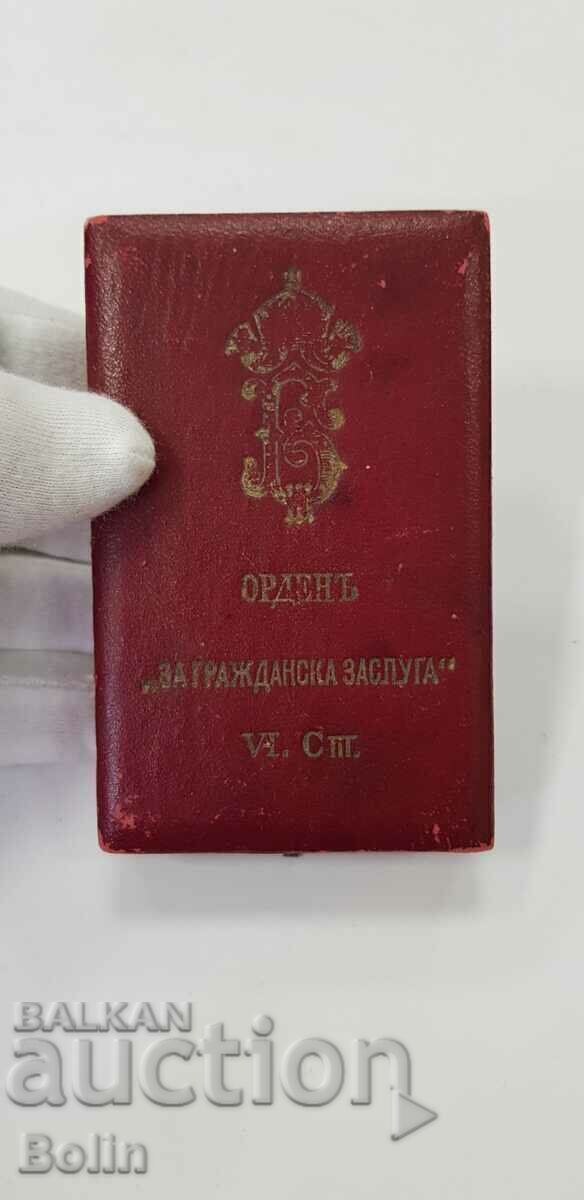 ОРДЕНЪ
„ЗА ГРАЖДАНСКА ЗАСЛУГА“
VI. Ст.
BALKAN
auction
Bolin